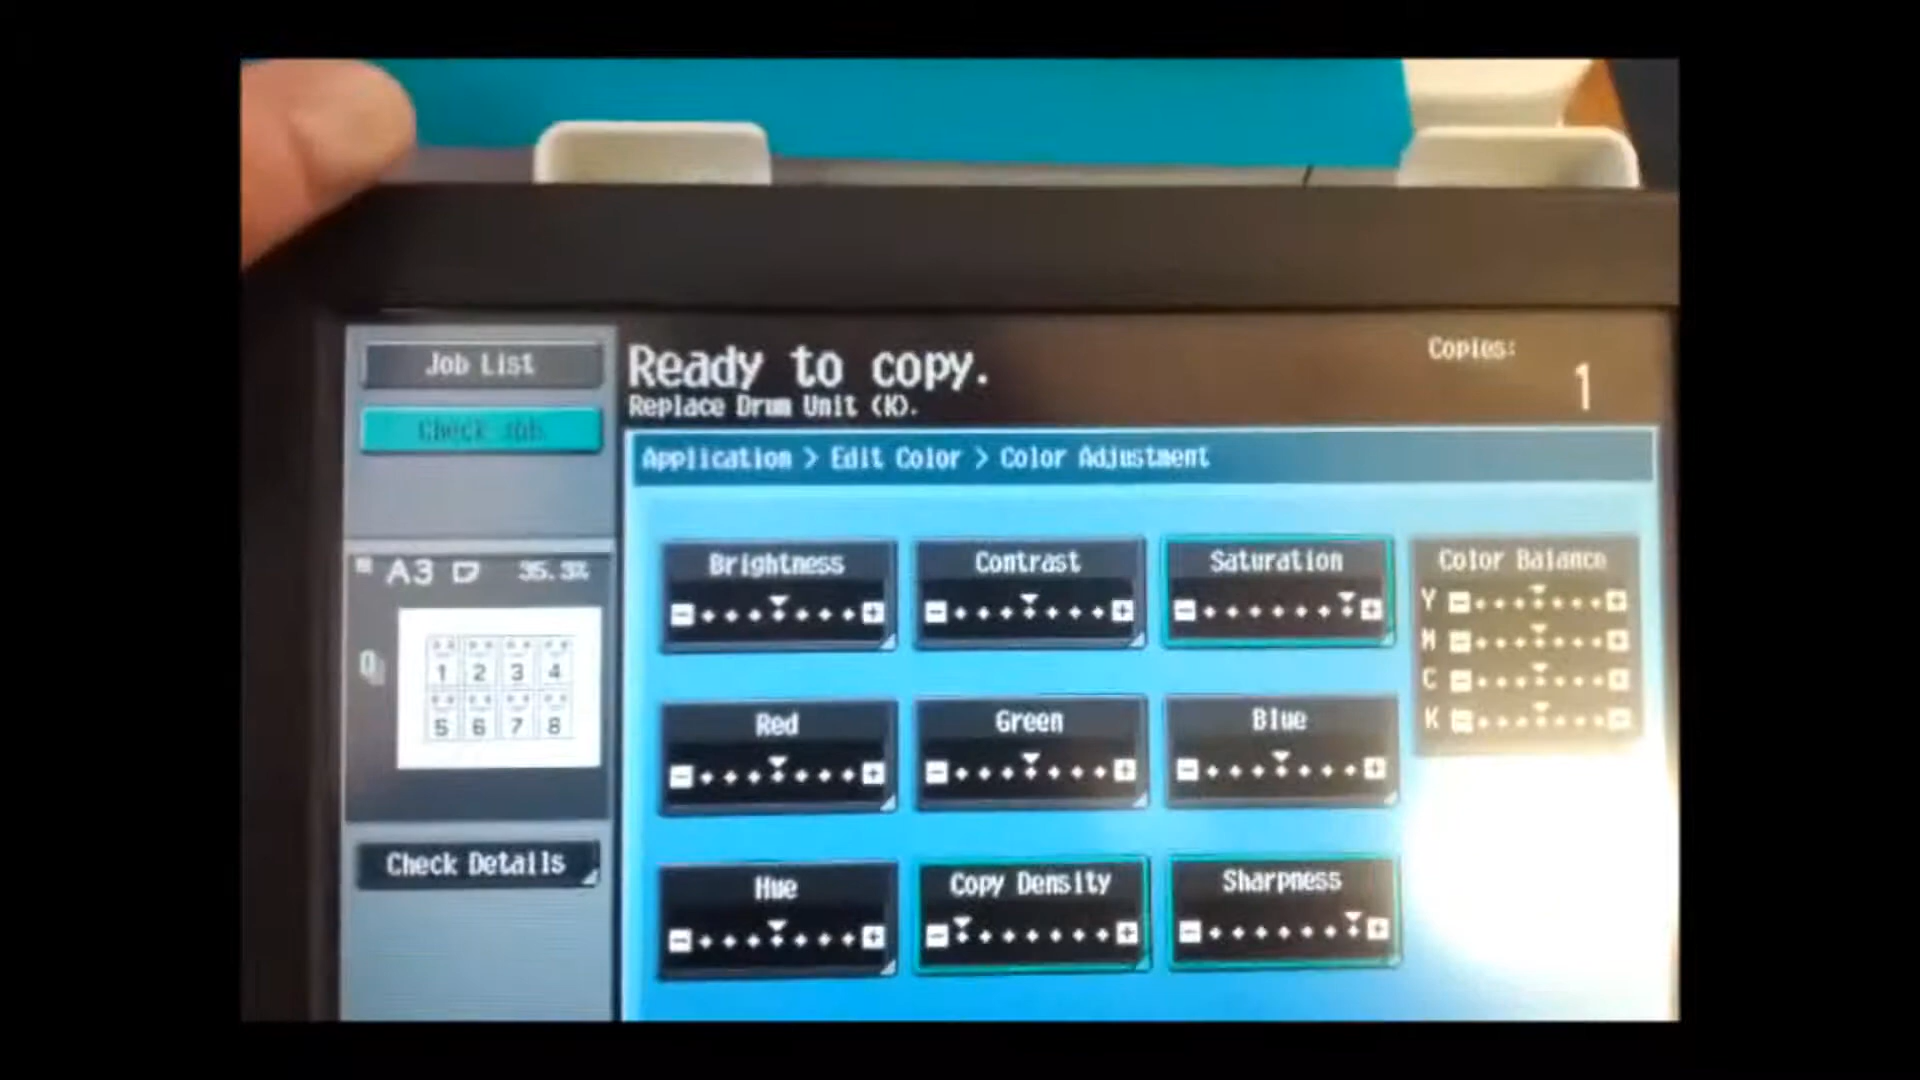 Job List
Check Job
Ready to copy.
Replace Drum Unit (K).
Copies:
1
Application > Edit Color > Color Adjustment
A3 35.3%
1 2 3 4
5 6 7 8
Check Details
Brightness
Contrast
Saturation
Color Balance
Y
M
C
K
Red
Green
Blue
Hue
Copy Density
Sharpness